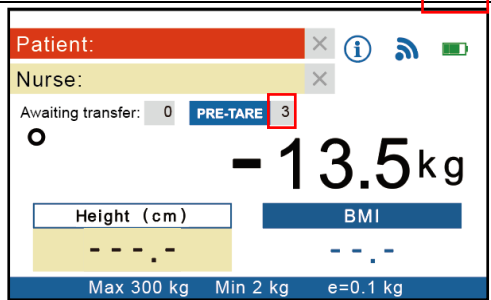 Patient: ×
Nurse: ×
Awaiting transfer: 0 PRE-TARE 3
-13.5kg
Height (cm) BMI
---.- --.-
Max 300 kg Min 2 kg e=0.1 kg